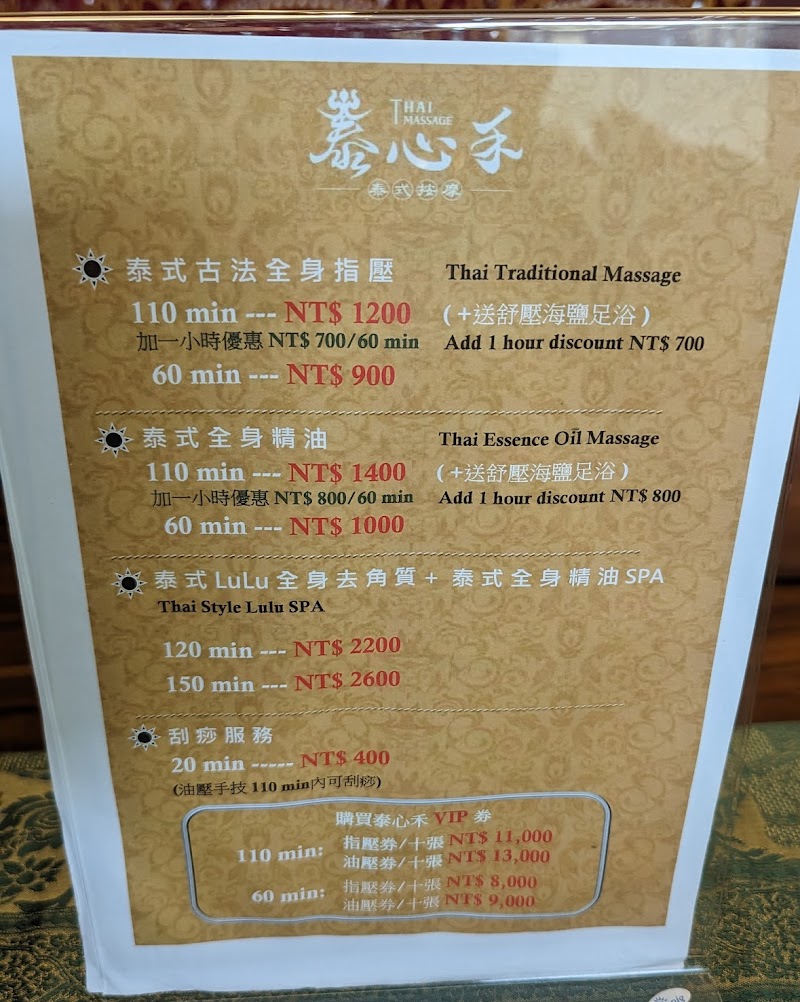 THAI
MASSAGE
泰心禾
泰式按摩
泰式古法全身指壓 Thai Traditional Massage
110 min --- NT$ 1200 (+送舒壓海鹽足浴)
加一小時優惠 NT$ 700/60 min Add 1 hour discount NT$ 700
60 min --- NT$ 900
泰式全身精油 Thai Essence Oil Massage
110 min --- NT$ 1400 (+送舒壓海鹽足浴)
加一小時優惠 NT$ 800/60 min Add 1 hour discount NT$ 800
60 min --- NT$ 1000
泰式LuLu全身去角質+ 泰式全身精油SPA
Thai Style Lulu SPA
120 min --- NT$ 2200
150 min --- NT$ 2600
刮痧服務
20 min ----- NT$ 400
(油壓手技 110 min內可刮痧)
購買泰心禾 VIP 券
110 min: 指壓券/十張 NT$ 11,000
油壓券/十張 NT$ 13,000
60 min: 指壓券/十張 NT$ 8,000
油壓券/十張 NT$ 9,000